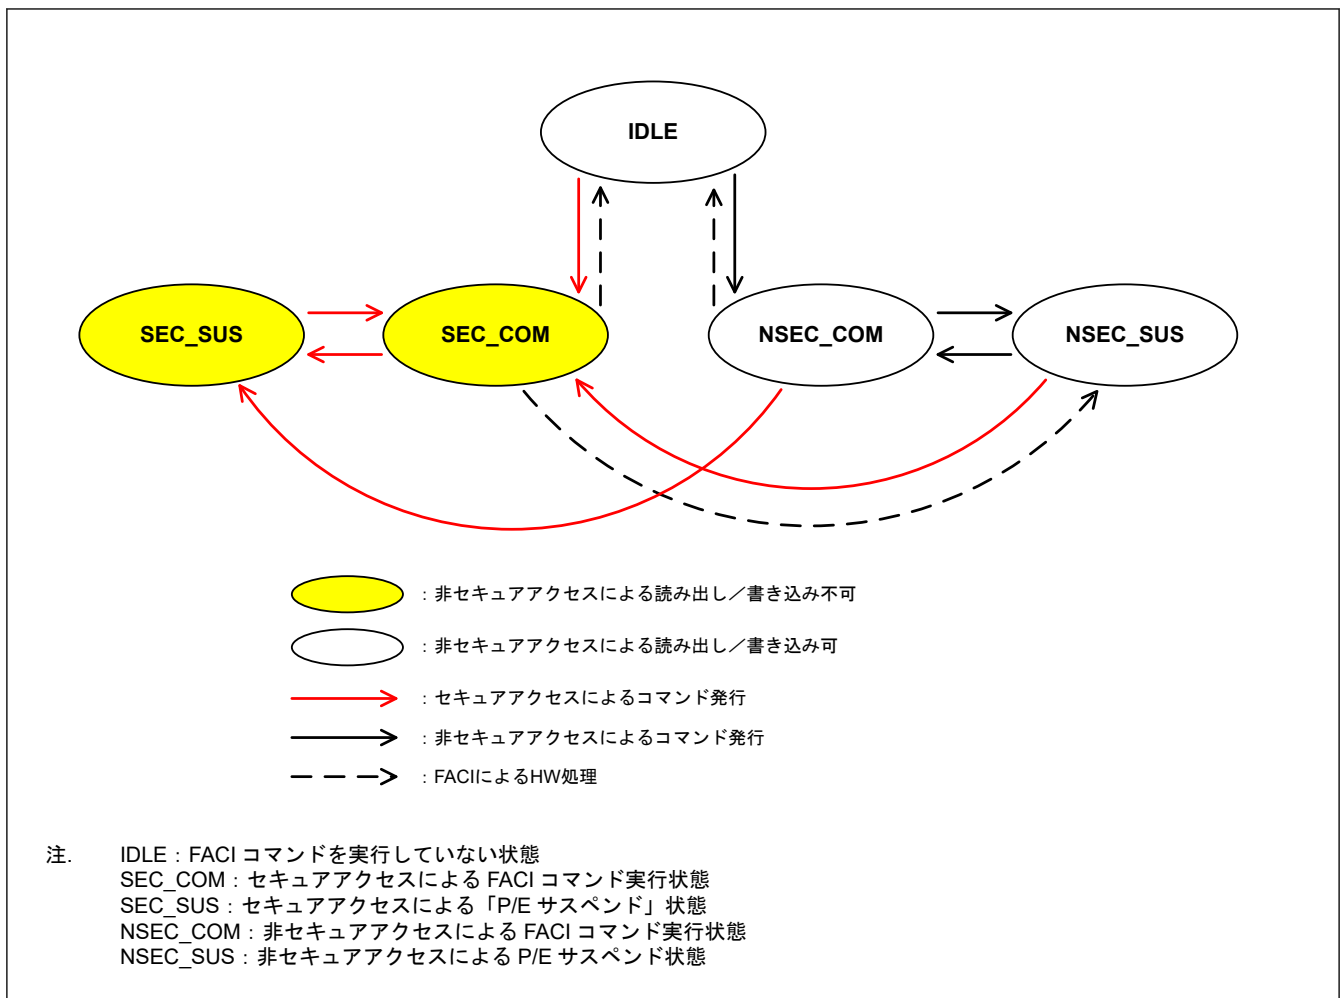 IDLE
SEC_SUS
SEC_COM
NSEC_COM
NSEC_SUS
：非セキュアアクセスによる読み出し／書き込み不可
：非セキュアアクセスによる読み出し／書き込み可
：セキュアアクセスによるコマンド発行
：非セキュアアクセスによるコマンド発行
：FACIによるHW処理
注. IDLE：FACI コマンドを実行していない状態
SEC_COM：セキュアアクセスによる FACI コマンド実行状態
SEC_SUS：セキュアアクセスによる「P/E サスペンド」状態
NSEC_COM：非セキュアアクセスによる FACI コマンド実行状態
NSEC_SUS：非セキュアアクセスによる P/E サスペンド状態